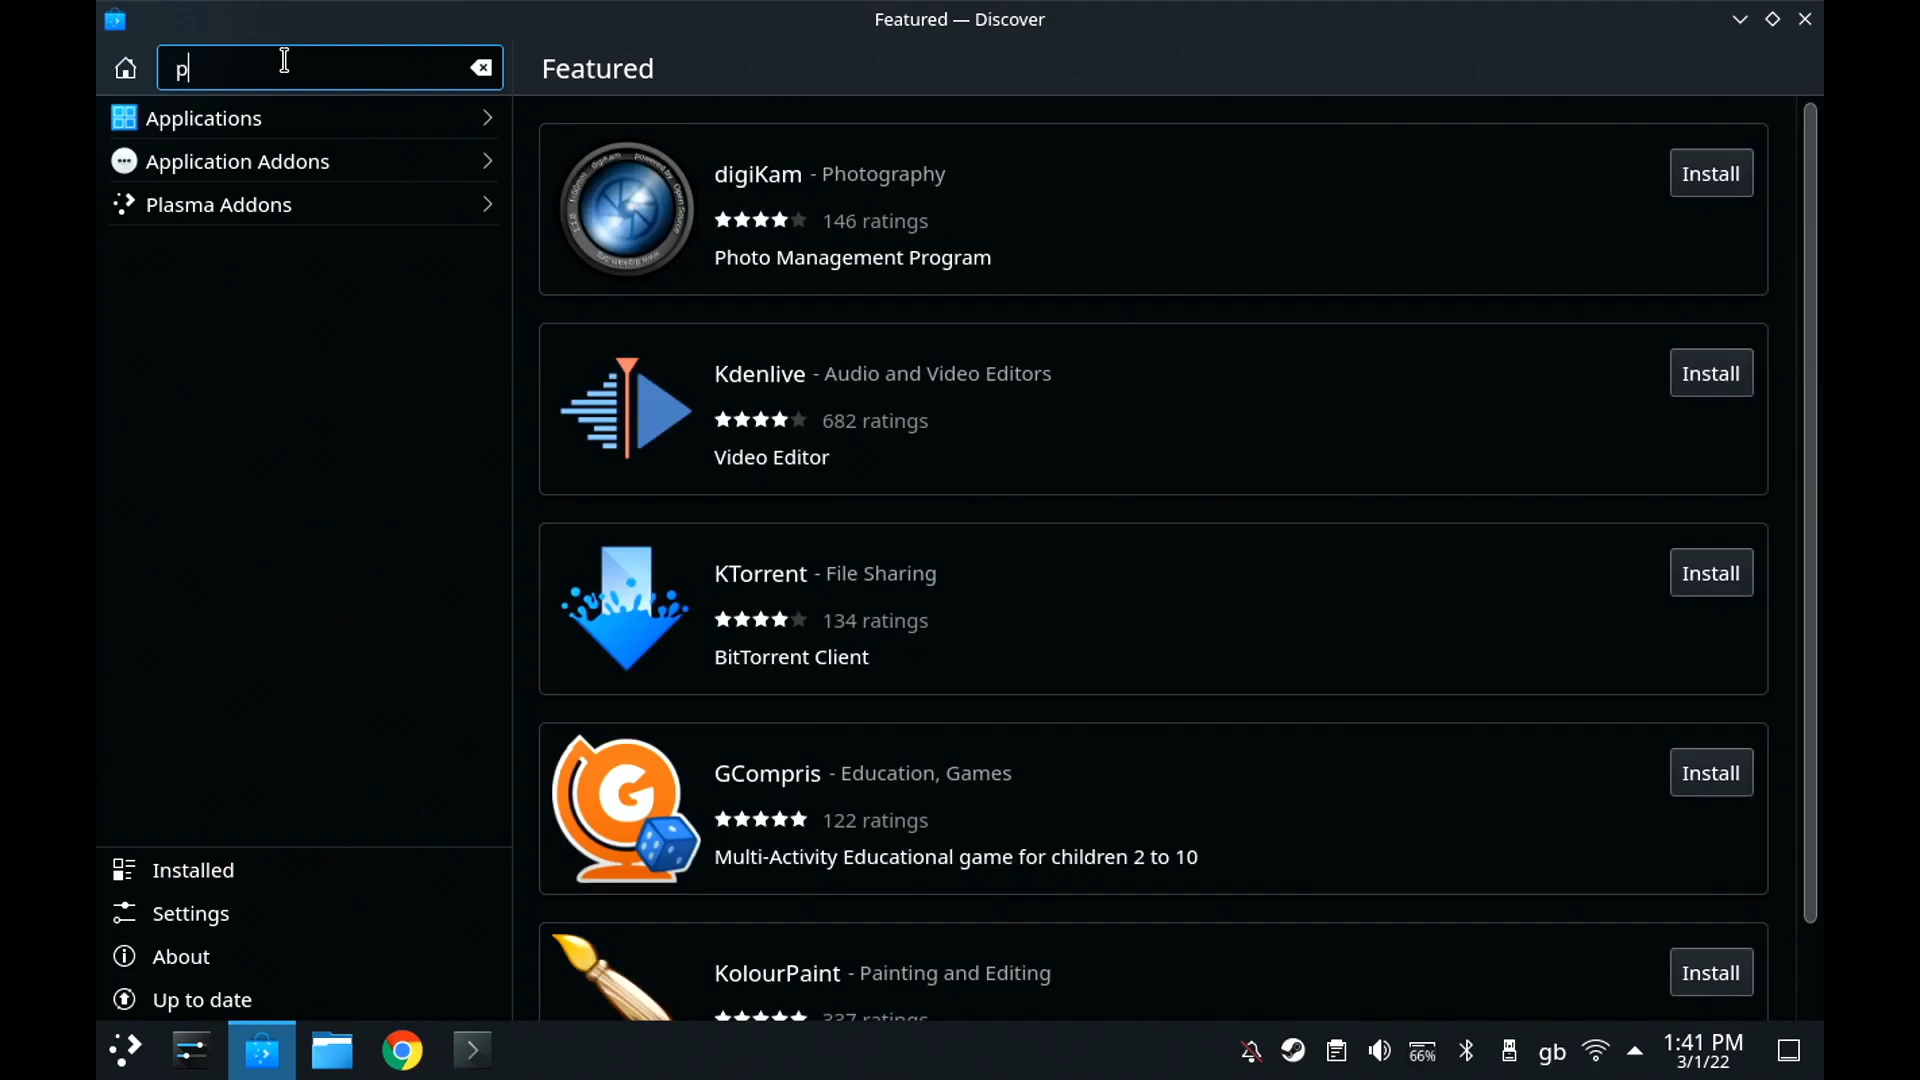 Featured — Discover
p
Featured
Applications
Application Addons
Plasma Addons
digiKam - Photography
Install
146 ratings
Photo Management Program
Kdenlive - Audio and Video Editors
Install
682 ratings
Video Editor
KTorrent - File Sharing
Install
134 ratings
BitTorrent Client
GCompris - Education, Games
Install
122 ratings
Multi-Activity Educational game for children 2 to 10
KolourPaint - Painting and Editing
Install
337 ratings
Installed
Settings
About
Up to date
66%
gb
1:41 PM
3/1/22